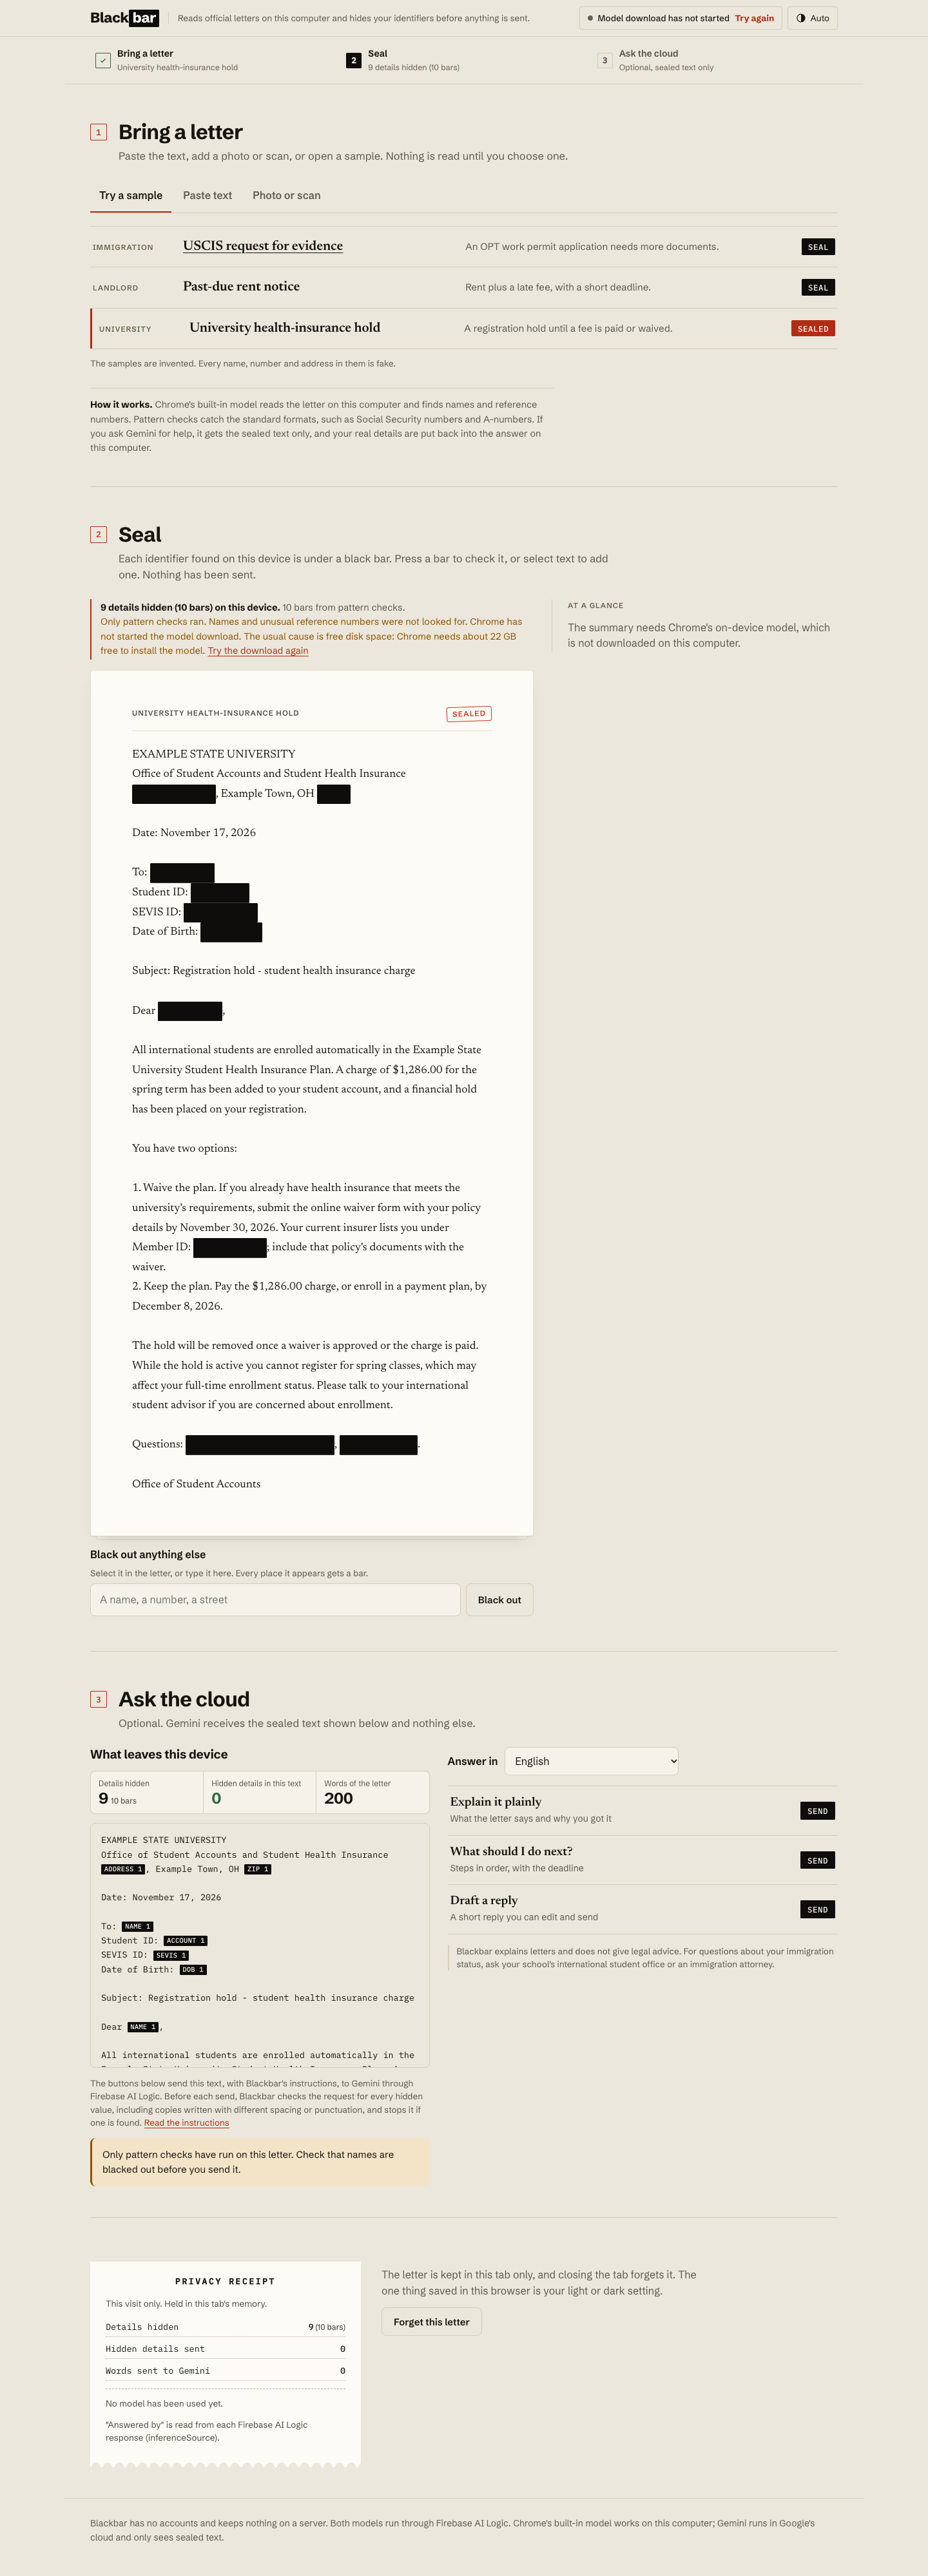 Blackbar
Reads official letters on this computer and hides your identifiers before anything is sent.
Model download has not started Try again
Auto
Bring a letter
University health-insurance hold
2
Seal
9 details hidden (10 bars)
3
Ask the cloud
Optional, sealed text only
1
Bring a letter
Paste the text, add a photo or scan, or open a sample. Nothing is read until you choose one.
Try a sample
Paste text
Photo or scan
IMMIGRATION
USCIS request for evidence
An OPT work permit application needs more documents.
SEAL
LANDLORD
Past-due rent notice
Rent plus a late fee, with a short deadline.
SEAL
UNIVERSITY
University health-insurance hold
A registration hold until a fee is paid or waived.
SEALED
The samples are invented. Every name, number and address in them is fake.
How it works. Chrome's built-in model reads the letter on this computer and finds names and reference
numbers. Pattern checks catch the standard formats, such as Social Security numbers and A-numbers. If
you ask Gemini for help, it gets the sealed text only, and your real details are put back into the answer on
this computer.
2
Seal
Each identifier found on this device is under a black bar. Press a bar to check it, or select text to add
one. Nothing has been sent.
9 details hidden (10 bars) on this device. 10 bars from pattern checks.
Only pattern checks ran. Names and unusual reference numbers were not looked for. Chrome has
not started the model download. The usual cause is free disk space: Chrome needs about 22 GB
free to install the model. Try the download again
AT A GLANCE
The summary needs Chrome's on-device model, which
is not downloaded on this computer.
UNIVERSITY HEALTH-INSURANCE HOLD
SEALED
EXAMPLE STATE UNIVERSITY
Office of Student Accounts and Student Health Insurance
, Example Town, OH
Date: November 17, 2026
To:
Student ID:
SEVIS ID:
Date of Birth:
Subject: Registration hold - student health insurance charge
Dear ,
All international students are enrolled automatically in the Example State
University Student Health Insurance Plan. A charge of $1,286.00 for the
spring term has been added to your student account, and a financial hold
has been placed on your registration.
You have two options:
1. Waive the plan. If you already have health insurance that meets the
university's requirements, submit the online waiver form with your policy
details by November 30, 2026. Your current insurer lists you under
Member ID: ; include that policy's documents with the
waiver.
2. Keep the plan. Pay the $1,286.00 charge, or enroll in a payment plan, by
December 8, 2026.
The hold will be removed once a waiver is approved or the charge is paid.
While the hold is active you cannot register for spring classes, which may
affect your full-time enrollment status. Please talk to your international
student advisor if you are concerned about enrollment.
Questions: , .
Office of Student Accounts
Black out anything else
Select it in the letter, or type it here. Every place it appears gets a bar.
A name, a number, a street
Black out
3
Ask the cloud
Optional. Gemini receives the sealed text shown below and nothing else.
What leaves this device
Details hidden
9 10 bars
Hidden details in this text
0
Words of the letter
200
EXAMPLE STATE UNIVERSITY
Office of Student Accounts and Student Health Insurance
ADDRESS 1, Example Town, OH ZIP 1
Date: November 17, 2026
To: NAME 1
Student ID: ACCOUNT 1
SEVIS ID: SEVIS 1
Date of Birth: DOB 1
Subject: Registration hold - student health insurance charge
Dear NAME 1,
All international students are enrolled automatically in the
The buttons below send this text, with Blackbar's instructions, to Gemini through
Firebase AI Logic. Before each send, Blackbar checks the request for every hidden
value, including copies written with different spacing or punctuation, and stops it if
one is found. Read the instructions
Only pattern checks have run on this letter. Check that names are
blacked out before you send it.
Answer in
English
Explain it plainly
What the letter says and why you got it
SEND
What should I do next?
Steps in order, with the deadline
SEND
Draft a reply
A short reply you can edit and send
SEND
Blackbar explains letters and does not give legal advice. For questions about your immigration
status, ask your school's international student office or an immigration attorney.
PRIVACY RECEIPT
This visit only. Held in this tab's memory.
Details hidden 9 (10 bars)
Hidden details sent 0
Words sent to Gemini 0
No model has been used yet.
"Answered by" is read from each Firebase AI Logic
response (inferenceSource).
The letter is kept in this tab only, and closing the tab forgets it. The
one thing saved in this browser is your light or dark setting.
Forget this letter
Blackbar has no accounts and keeps nothing on a server. Both models run through Firebase AI Logic. Chrome's built-in model works on this computer; Gemini runs in Google's
cloud and only sees sealed text.